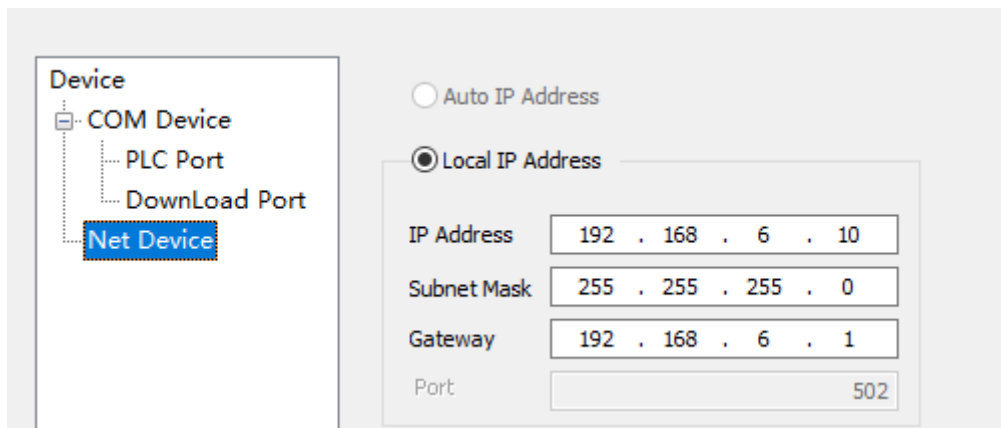 Device
COM Device
PLC Port
DownLoad Port
Net Device
Auto IP Address
Local IP Address
IP Address 192 . 168 . 6 . 10
Subnet Mask 255 . 255 . 255 . 0
Gateway 192 . 168 . 6 . 1
Port 502